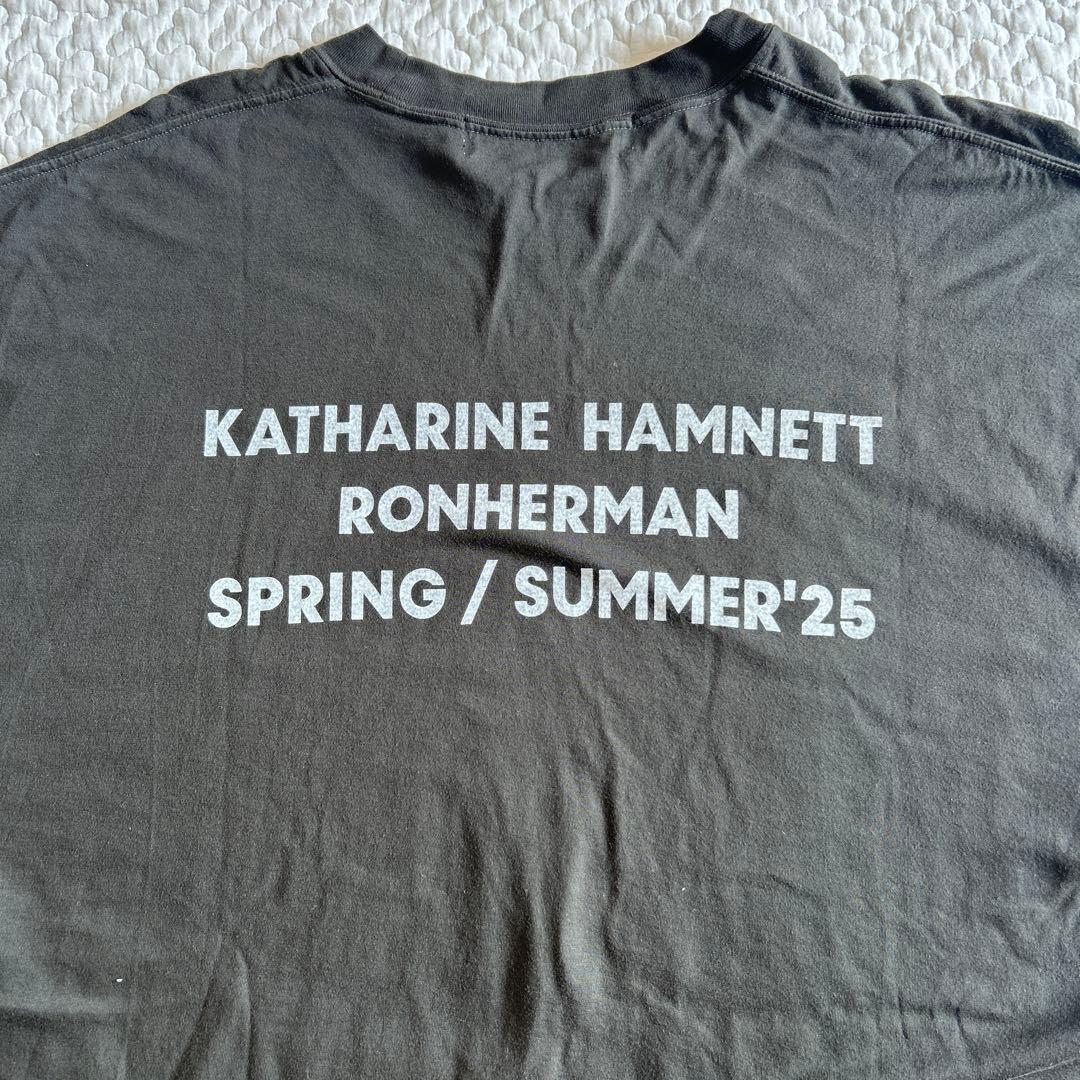 KATHARINE HAMNETT
RONHERMAN
SPRING / SUMMER'25